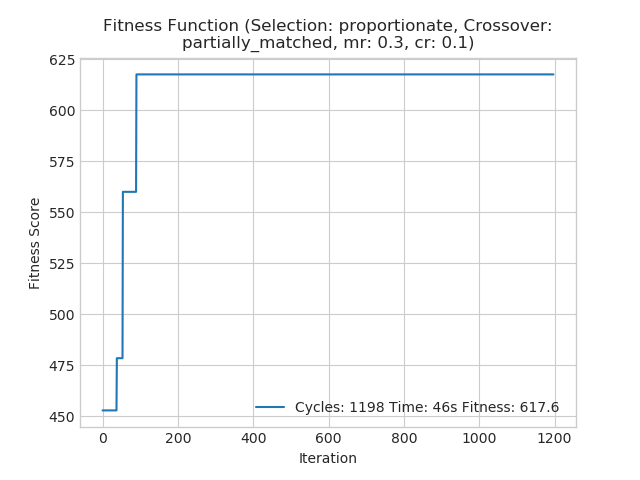 Fitness Function (Selection: proportionate, Crossover:
partially_matched, mr: 0.3, cr: 0.1)
625
600
575
550
525
500
475
450
Fitness Score
Cycles: 1198 Time: 46s Fitness: 617.6
0 200 400 600 800 1000 1200
Iteration